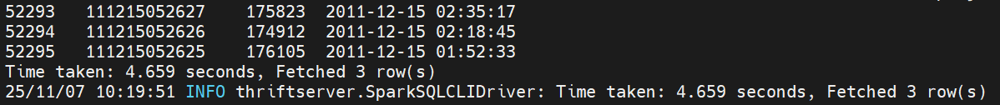 52293   111215052627    175823  2011-12-15 02:35:17
52294   111215052626    174912  2011-12-15 02:18:45
52295   111215052625    176105  2011-12-15 01:52:33
Time taken: 4.659 seconds, Fetched 3 row(s)
25/11/07 10:19:51 INFO thriftserver.SparkSQLCLIDriver: Time taken: 4.659 seconds, Fetched 3 row(s)